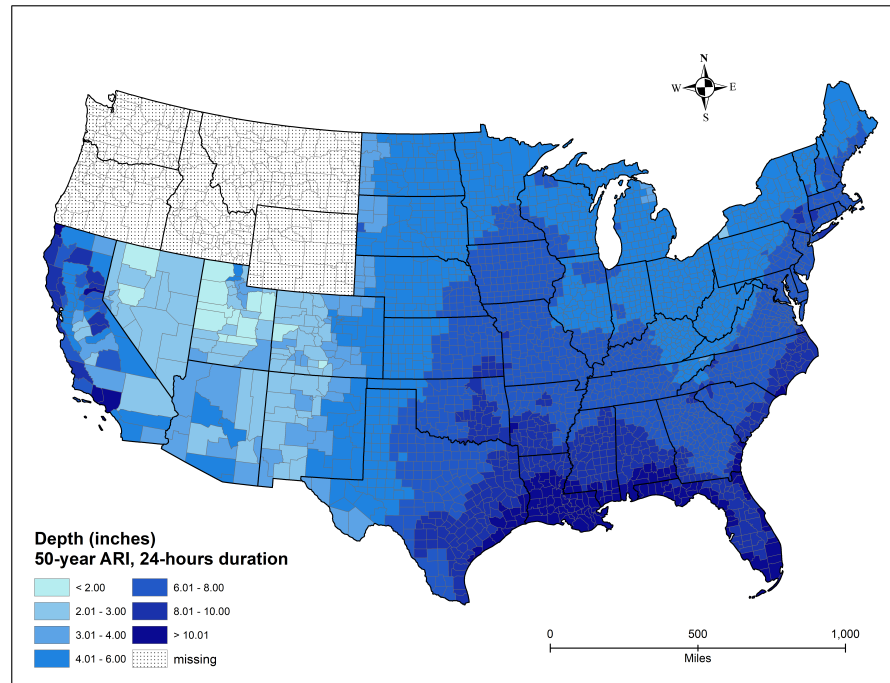 N
W E
S
Depth (inches)
50-year ARI, 24-hours duration
< 2.00
2.01 - 3.00
3.01 - 4.00
4.01 - 6.00
6.01 - 8.00
8.01 - 10.00
> 10.01
missing
0 500 1,000
Miles